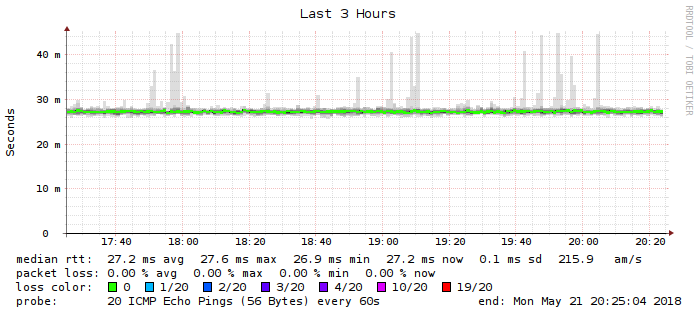 Last 3 Hours
RRDTOOL / TOBI OETIKER
Seconds
40 m
30 m
20 m
10 m
0
17:40 18:00 18:20 18:40 19:00 19:20 19:40 20:00 20:20
median rtt: 27.2 ms avg 27.6 ms max 26.9 ms min 27.2 ms now 0.1 ms sd 215.9 am/s
packet loss: 0.00 % avg 0.00 % max 0.00 % min 0.00 % now
loss color: 0 1/20 2/20 3/20 4/20 10/20 19/20
probe: 20 ICMP Echo Pings (56 Bytes) every 60s end: Mon May 21 20:25:04 2018